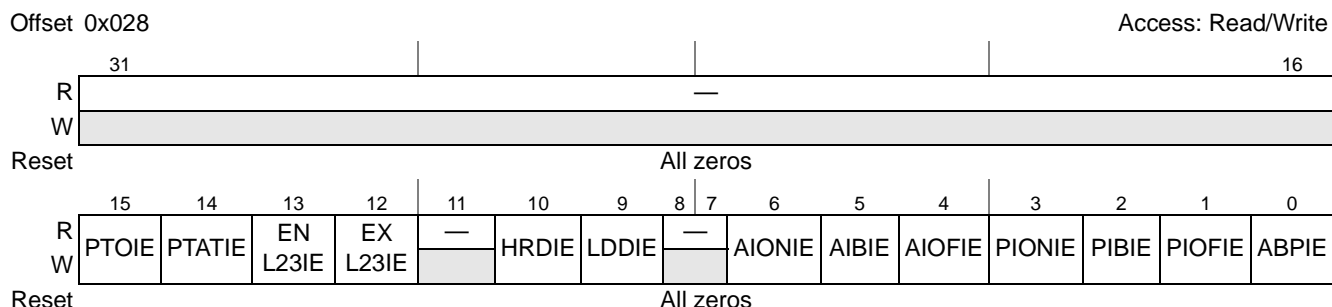 Offset 0x028 Access: Read/Write
31 16
R —
W
Reset All zeros
15 14 13 12 11 10 9 8 7 6 5 4 3 2 1 0
R PTOIE PTATIE EN L23IE EX L23IE — HRDIE LDDIE — AIONIE AIBIE AIOFIE PIONIE PIBIE PIOFIE ABPIE
W
Reset All zeros